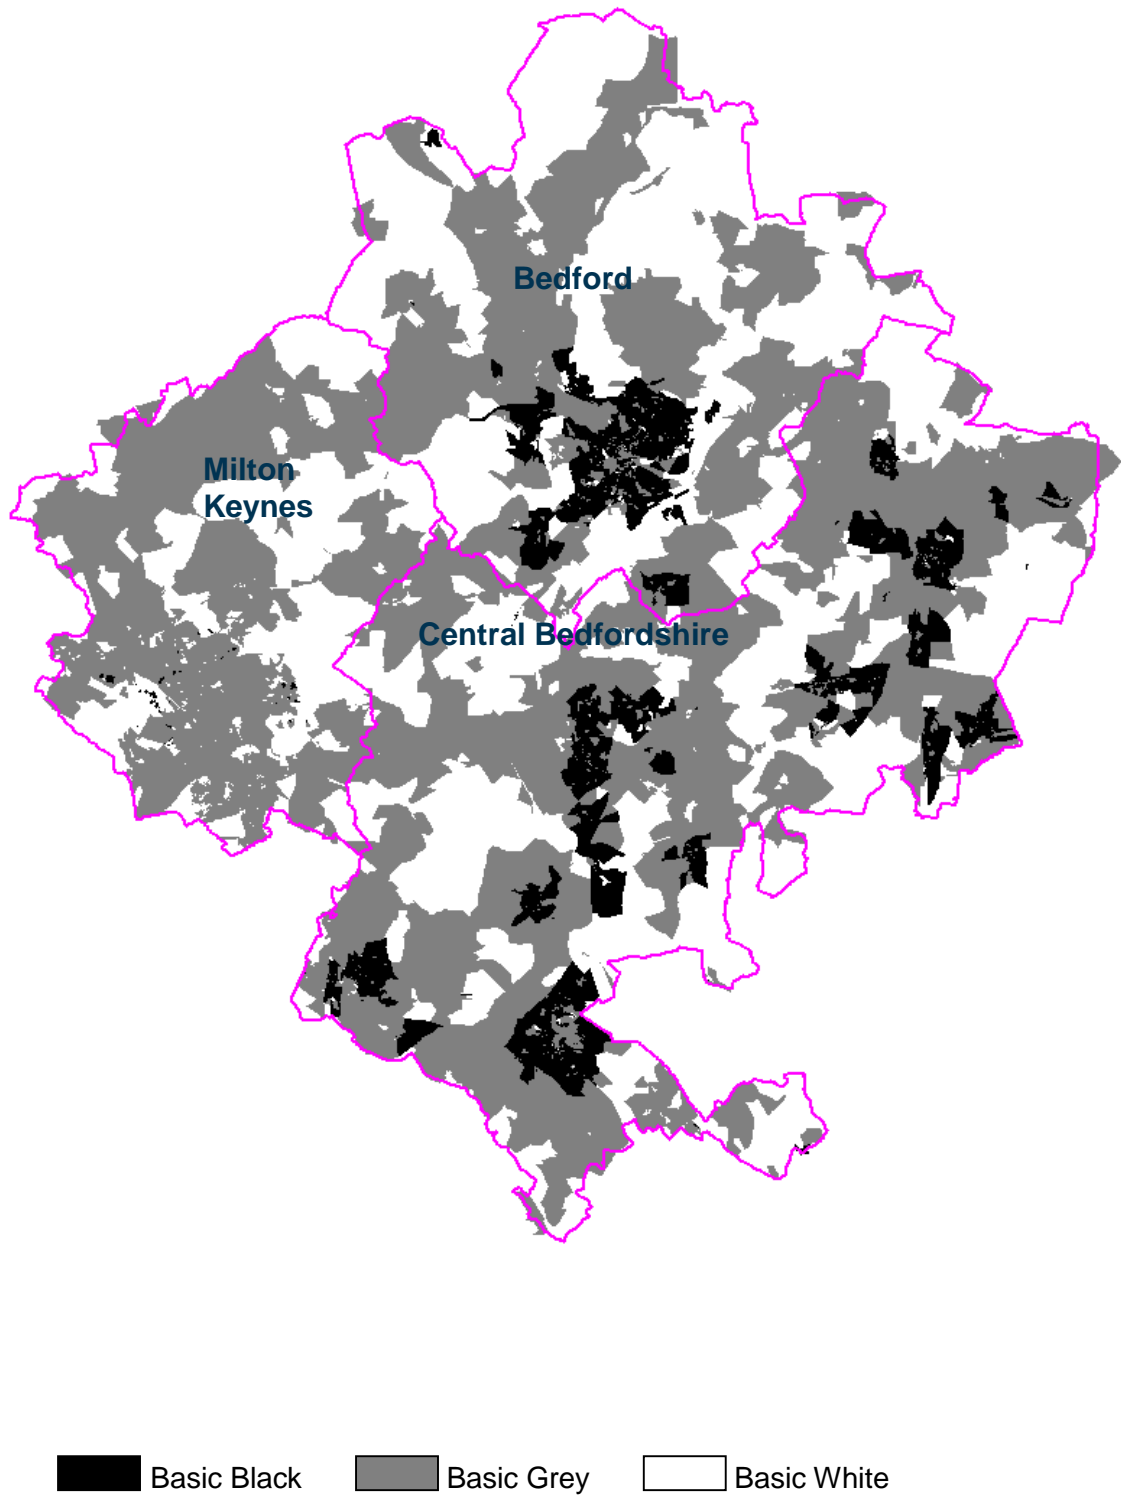 Bedford
Milton
Keynes
Central Bedfordshire
Basic Black
Basic Grey
Basic White